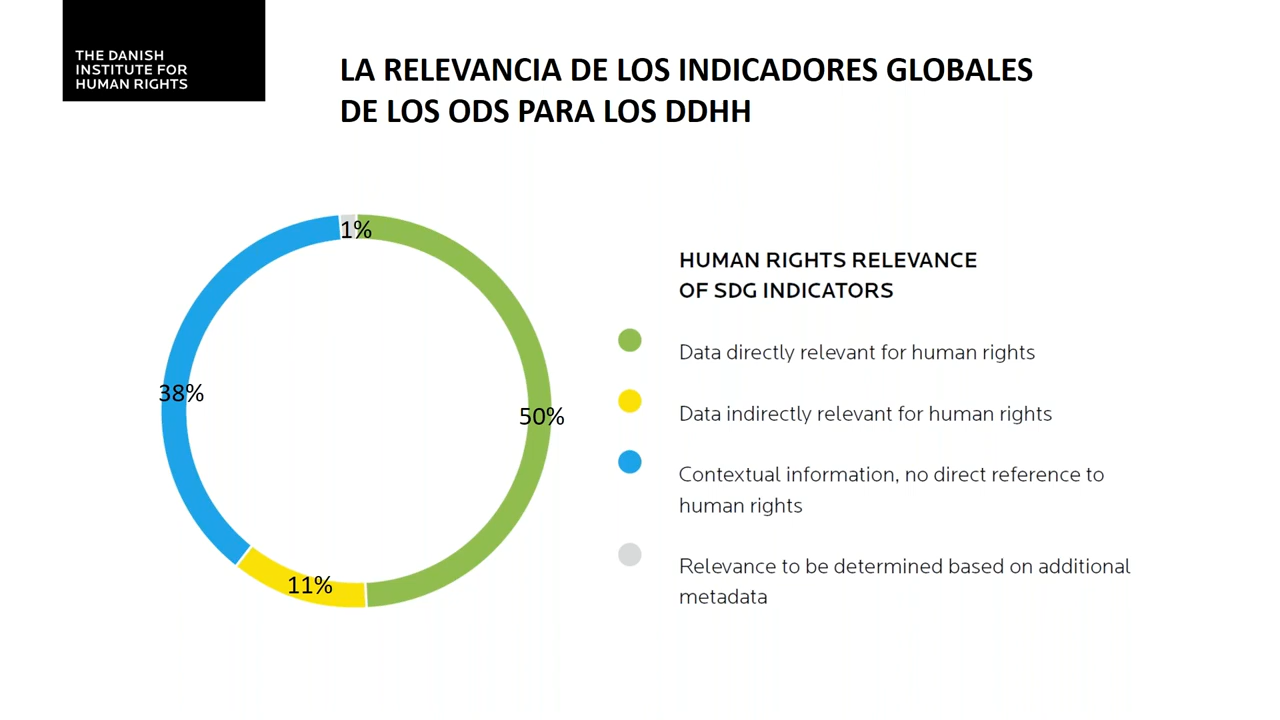 THE DANISH
INSTITUTE FOR
HUMAN RIGHTS
LA RELEVANCIA DE LOS INDICADORES GLOBALES
DE LOS ODS PARA LOS DDHH
1%
38%
50%
11%
HUMAN RIGHTS RELEVANCE
OF SDG INDICATORS
Data directly relevant for human rights
Data indirectly relevant for human rights
Contextual information, no direct reference to
human rights
Relevance to be determined based on additional
metadata